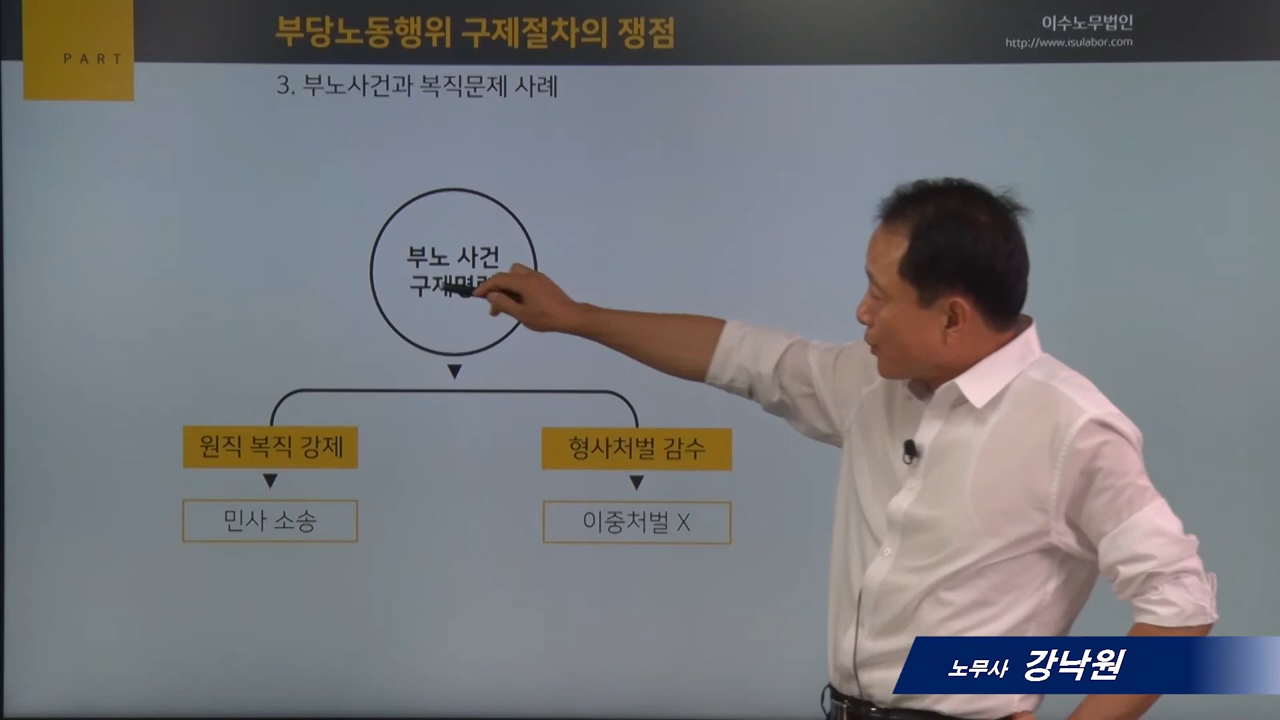 PART
부당노동행위 구제절차의 쟁점
이수노무법인
http://www.isulabor.com
3. 부노사건과 복직문제 사례
부노 사건
원직 복직 강제
형사처벌 감수
민사 소송
이중처벌 X
노무사 강낙원